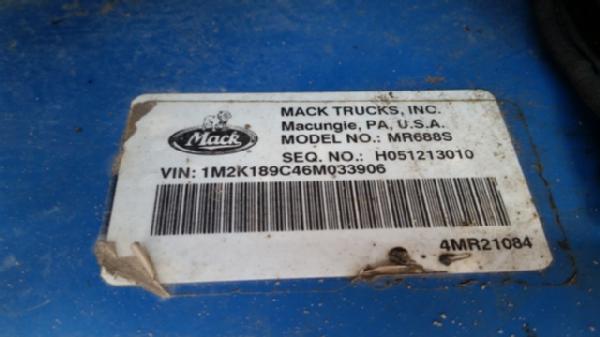 Mack
MACK TRUCKS, INC.
Macungie, PA, U.S.A.
MODEL NO.: MR688S
SEQ. NO.: H051213010
VIN: 1M2K189C46M033906
4MR21084